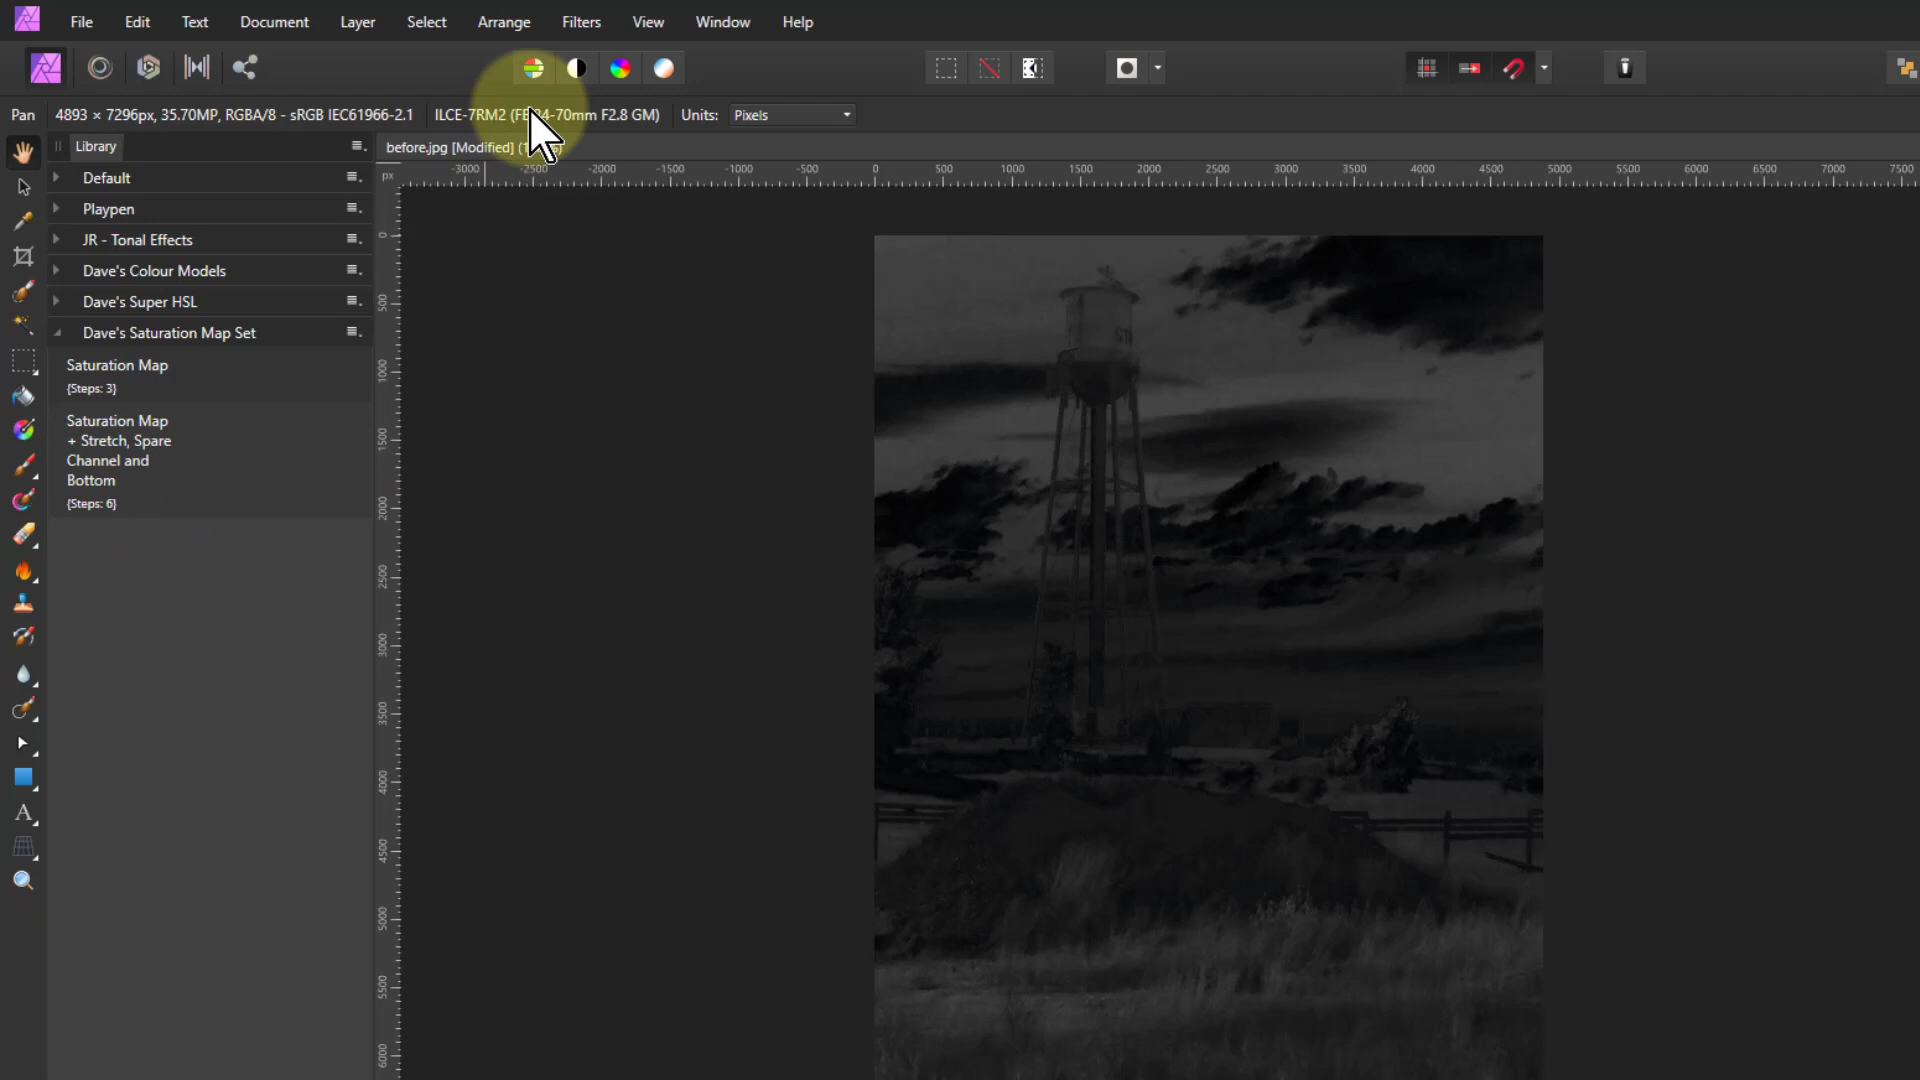 File Edit Text Document Layer Select Arrange Filters View Window Help
Pan 4893 × 7296px, 35.70MP, RGBA/8 - sRGB IEC61966-2.1 ILCE-7RM2 (FE 24-70mm F2.8 GM) Units: Pixels
Library
before.jpg [Modified]
px -3000 -2500 -2000 -1500 -1000 -500 0 500 1000 1500 2000 2500 3000 3500 4000 4500 5000 5500 6000 6500 7000 7500
Default
Playpen
JR - Tonal Effects
Dave's Colour Models
Dave's Super HSL
Dave's Saturation Map Set
Saturation Map
{Steps: 3}
Saturation Map
+ Stretch, Spare
Channel and
Bottom
{Steps: 6}
0
500
1000
1500
2000
2500
3000
3500
4000
4500
5000
5500
6000